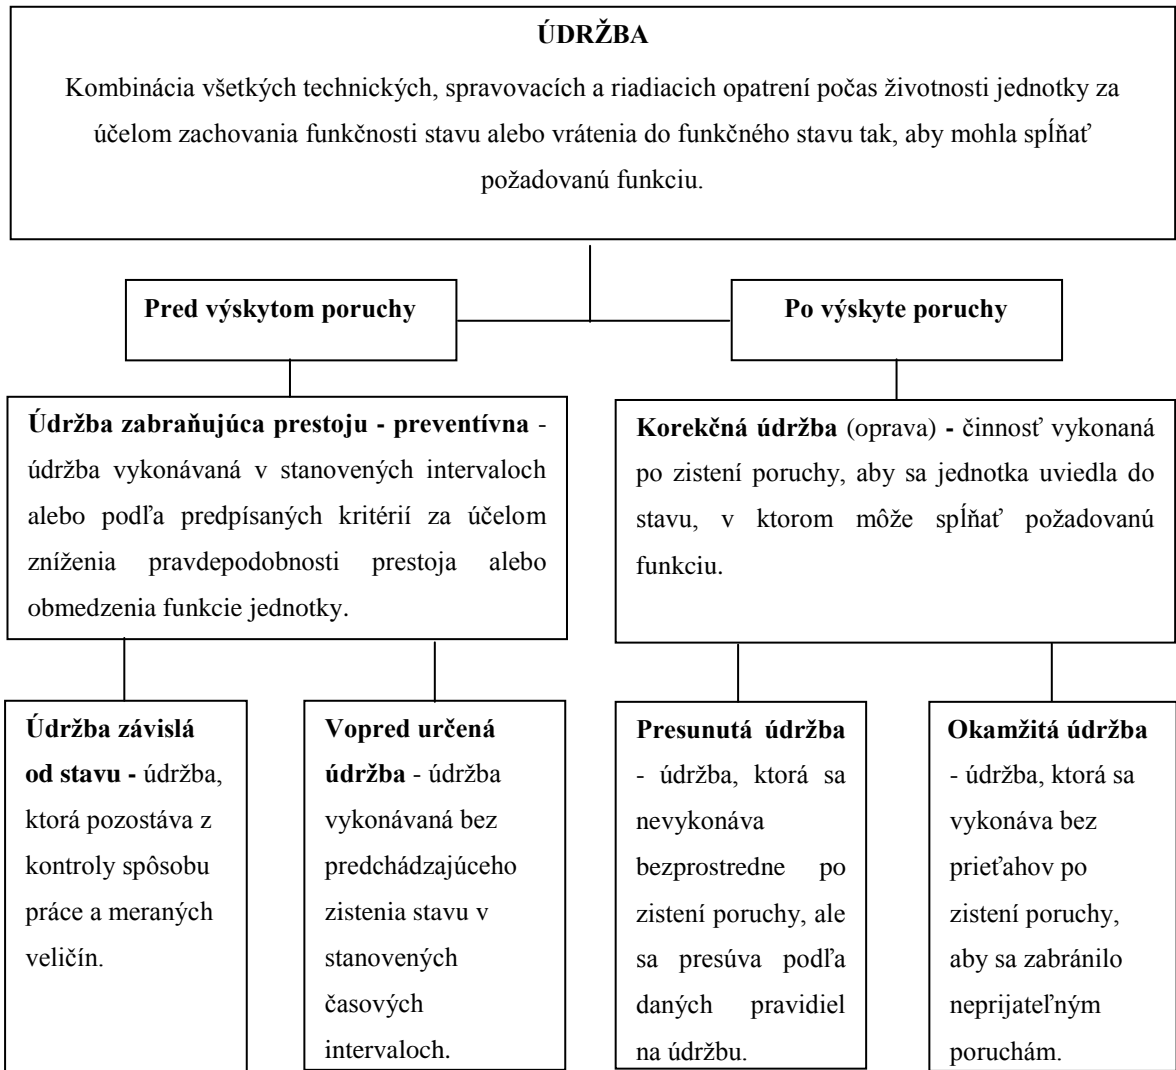 ÚDRŽBA
Kombinácia všetkých technických, spravovacích a riadiacich opatrení počas životnosti jednotky za
účelom zachovania funkčnosti stavu alebo vrátenia do funkčného stavu tak, aby mohla spĺňať
požadovanú funkciu.
Pred výskytom poruchy
Po výskyte poruchy
Údržba zabraňujúca prestoju - preventívna -
údržba vykonávaná v stanovených intervaloch
alebo podľa predpísaných kritérií za účelom
zníženia pravdepodobnosti prestoja alebo
obmedzenia funkcie jednotky.
Korekčná údržba (oprava) - činnosť vykonaná
po zistení poruchy, aby sa jednotka uviedla do
stavu, v ktorom môže spĺňať požadovanú
funkciu.
Údržba závislá
od stavu - údržba,
ktorá pozostáva z
kontroly spôsobu
práce a meraných
veličín.
Vopred určená
údržba - údržba
vykonávaná bez
predchádzajúceho
zistenia stavu v
stanovených
časových
intervaloch.
Presunutá údržba
- údržba, ktorá sa
nevykonáva
bezprostredne po
zistení poruchy, ale
sa presúva podľa
daných pravidiel
na údržbu.
Okamžitá údržba
- údržba, ktorá sa
vykonáva bez
prieťahov po
zistení poruchy,
aby sa zabránilo
neprijateľným
poruchám.